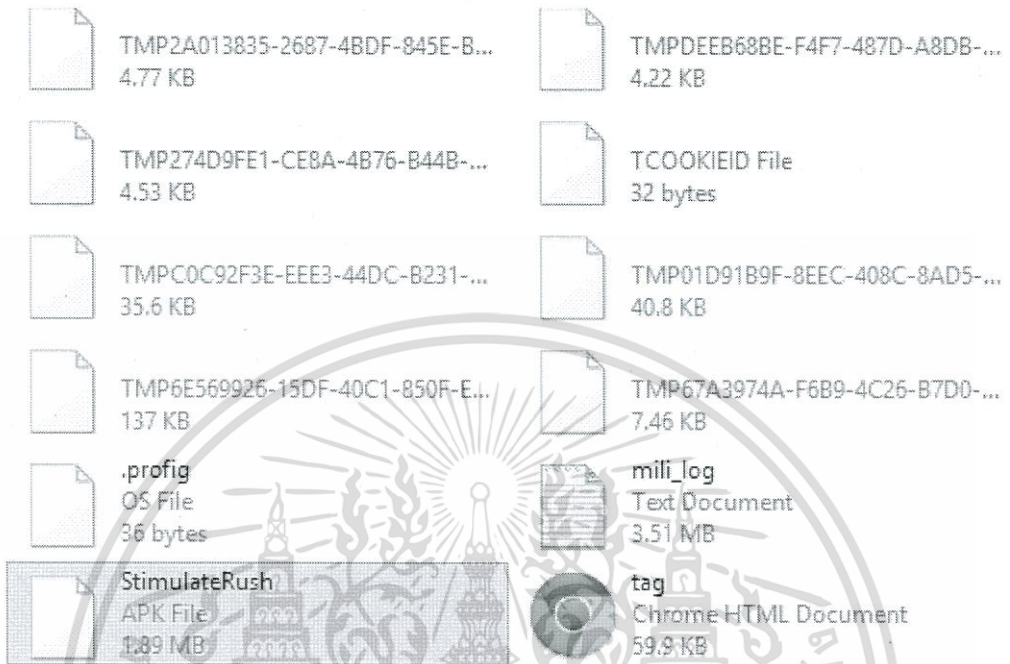 TMP2A013835-2687-4BDF-845E-B...
4.77 KB
TMPDEEB68BE-F4F7-487D-A8DB-...
4.22 KB
TMP274D9FE1-CE8A-4B76-B44B-...
4.53 KB
TCOOKIEID File
32 bytes
TMPC0C92F3E-EEE3-44DC-B231-...
35.6 KB
TMP01D91B9F-8EEC-408C-8AD5-...
40.8 KB
TMP6E569926-15DF-40C1-850F-E...
137 KB
TMP67A3974A-F6B9-4C26-B7D0-...
7.46 KB
.profig
OS File
36 bytes
mili_log
Text Document
3.51 MB
StimulateRush
APK File
1.89 MB
tag
Chrome HTML Document
59.9 KB